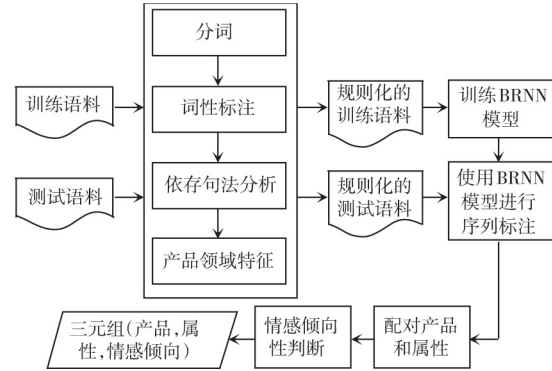 分词
训练语料
词性标注
规则化的
训练语料
训练BRNN
模型
测试语料
依存句法分析
规则化的
测试语料
使用BRNN
模型进行
序列标注
产品领域特征
三元组(产品,属
性,情感倾向)
情感倾向
性判断
配对产品
和属性